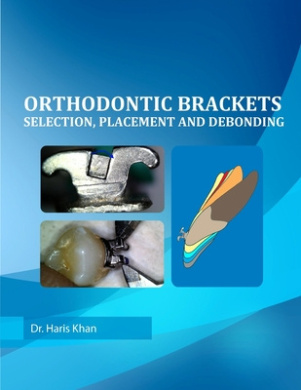 ORTHODONTIC BRACKETS
SELECTION, PLACEMENT AND DEBONDING
Dr. Haris Khan